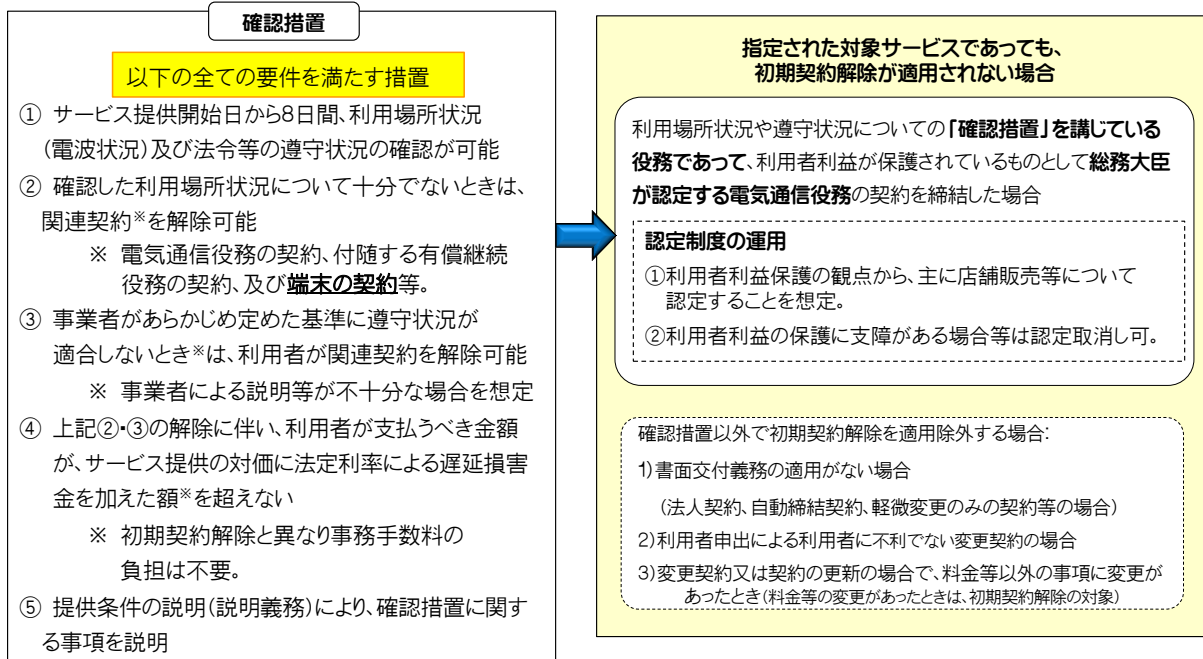 確認措置
以下の全ての要件を満たす措置
① サービス提供開始日から8日間、利用場所状況
(電波状況)及び法令等の遵守状況の確認が可能
② 確認した利用場所状況について十分でないときは、
関連契約※を解除可能
※ 電気通信役務の契約、付随する有償継続
役務の契約、及び端末の契約等。
③ 事業者があらかじめ定めた基準に遵守状況が
適合しないとき※は、利用者が関連契約を解除可能
※ 事業者による説明等が不十分な場合を想定
④ 上記②・③の解除に伴い、利用者が支払うべき金額
が、サービス提供の対価に法定利率による遅延損害
金を加えた額※を超えない
※ 初期契約解除と異なり事務手数料の
負担は不要。
⑤ 提供条件の説明(説明義務)により、確認措置に関す
る事項を説明
指定された対象サービスであっても、
初期契約解除が適用されない場合
利用場所状況や遵守状況についての「確認措置」を講じている
役務であって、利用者利益が保護されているものとして総務大臣
が認定する電気通信役務の契約を締結した場合
認定制度の運用
①利用者利益保護の観点から、主に店舗販売等について
認定することを想定。
②利用者利益の保護に支障がある場合等は認定取消し可。
確認措置以外で初期契約解除を適用除外する場合:
1)書面交付義務の適用がない場合
(法人契約、自動締結契約、軽微変更のみの契約等の場合)
2)利用者申出による利用者に不利でない変更契約の場合
3)変更契約又は契約の更新の場合で、料金等以外の事項に変更が
あったとき(料金等の変更があったときは、初期契約解除の対象)